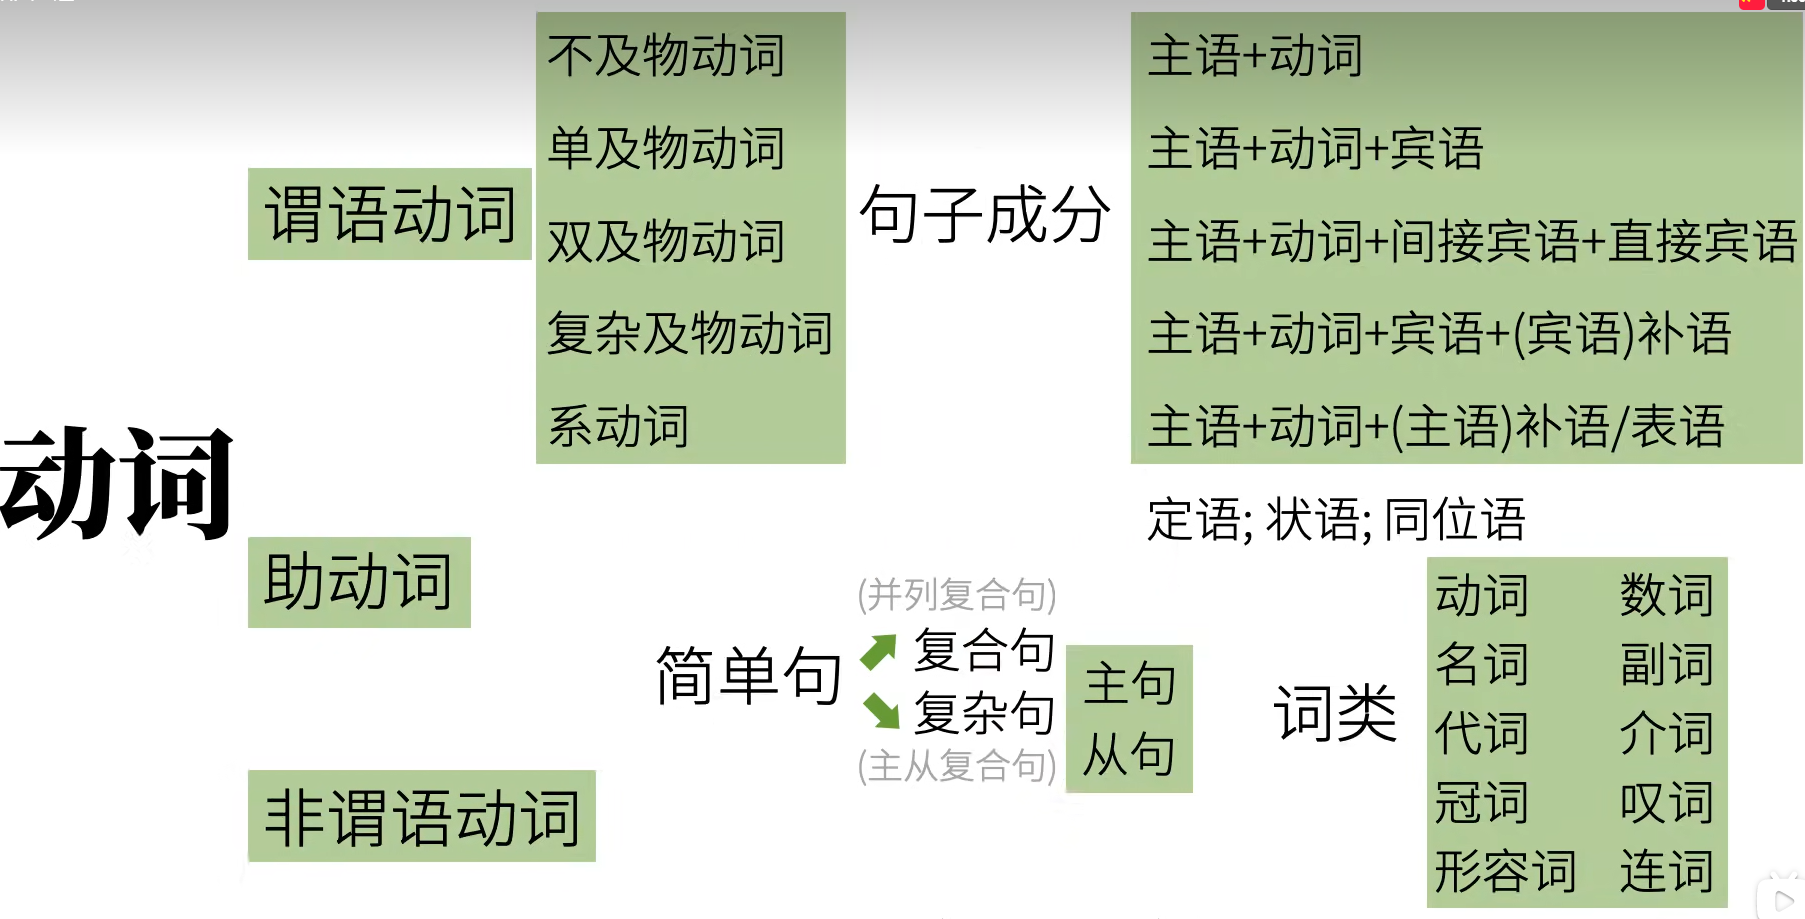 动词
谓语动词
不及物动词
单及物动词
双及物动词
复杂及物动词
系动词
句子成分
主语+动词
主语+动词+宾语
主语+动词+间接宾语+直接宾语
主语+动词+宾语+(宾语)补语
主语+动词+(主语)补语/表语
定语; 状语; 同位语
助动词
非谓语动词
简单句
(并列复合句)
复合句
复杂句
(主从复合句)
主句
从句
词类
动词 数词
名词 副词
代词 介词
冠词 叹词
形容词 连词